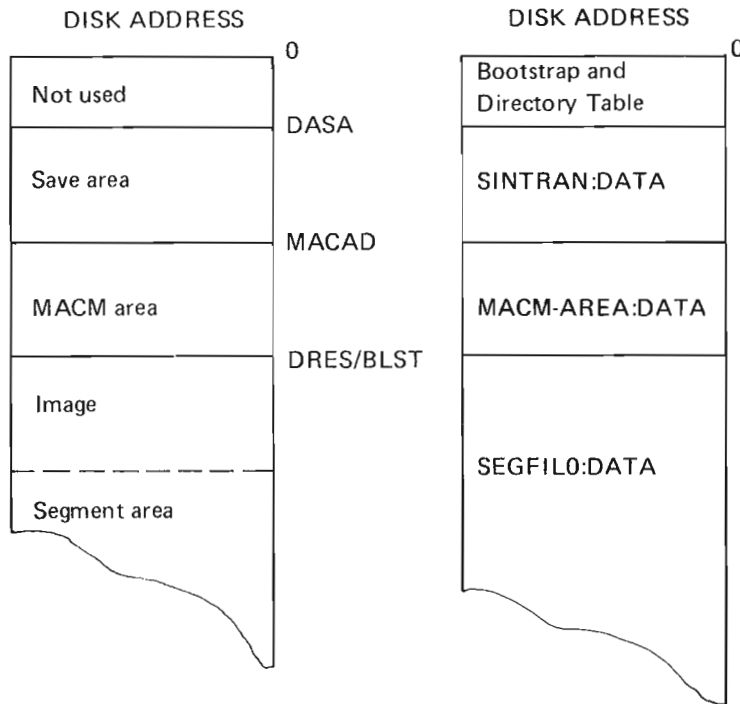 DISK ADDRESS
0
Not used
DASA
Save area
MACAD
MACM area
DRES/BLST
Image
Segment area
DISK ADDRESS
0
Bootstrap and
Directory Table
SINTRAN:DATA
MACM-AREA:DATA
SEGFIL0:DATA